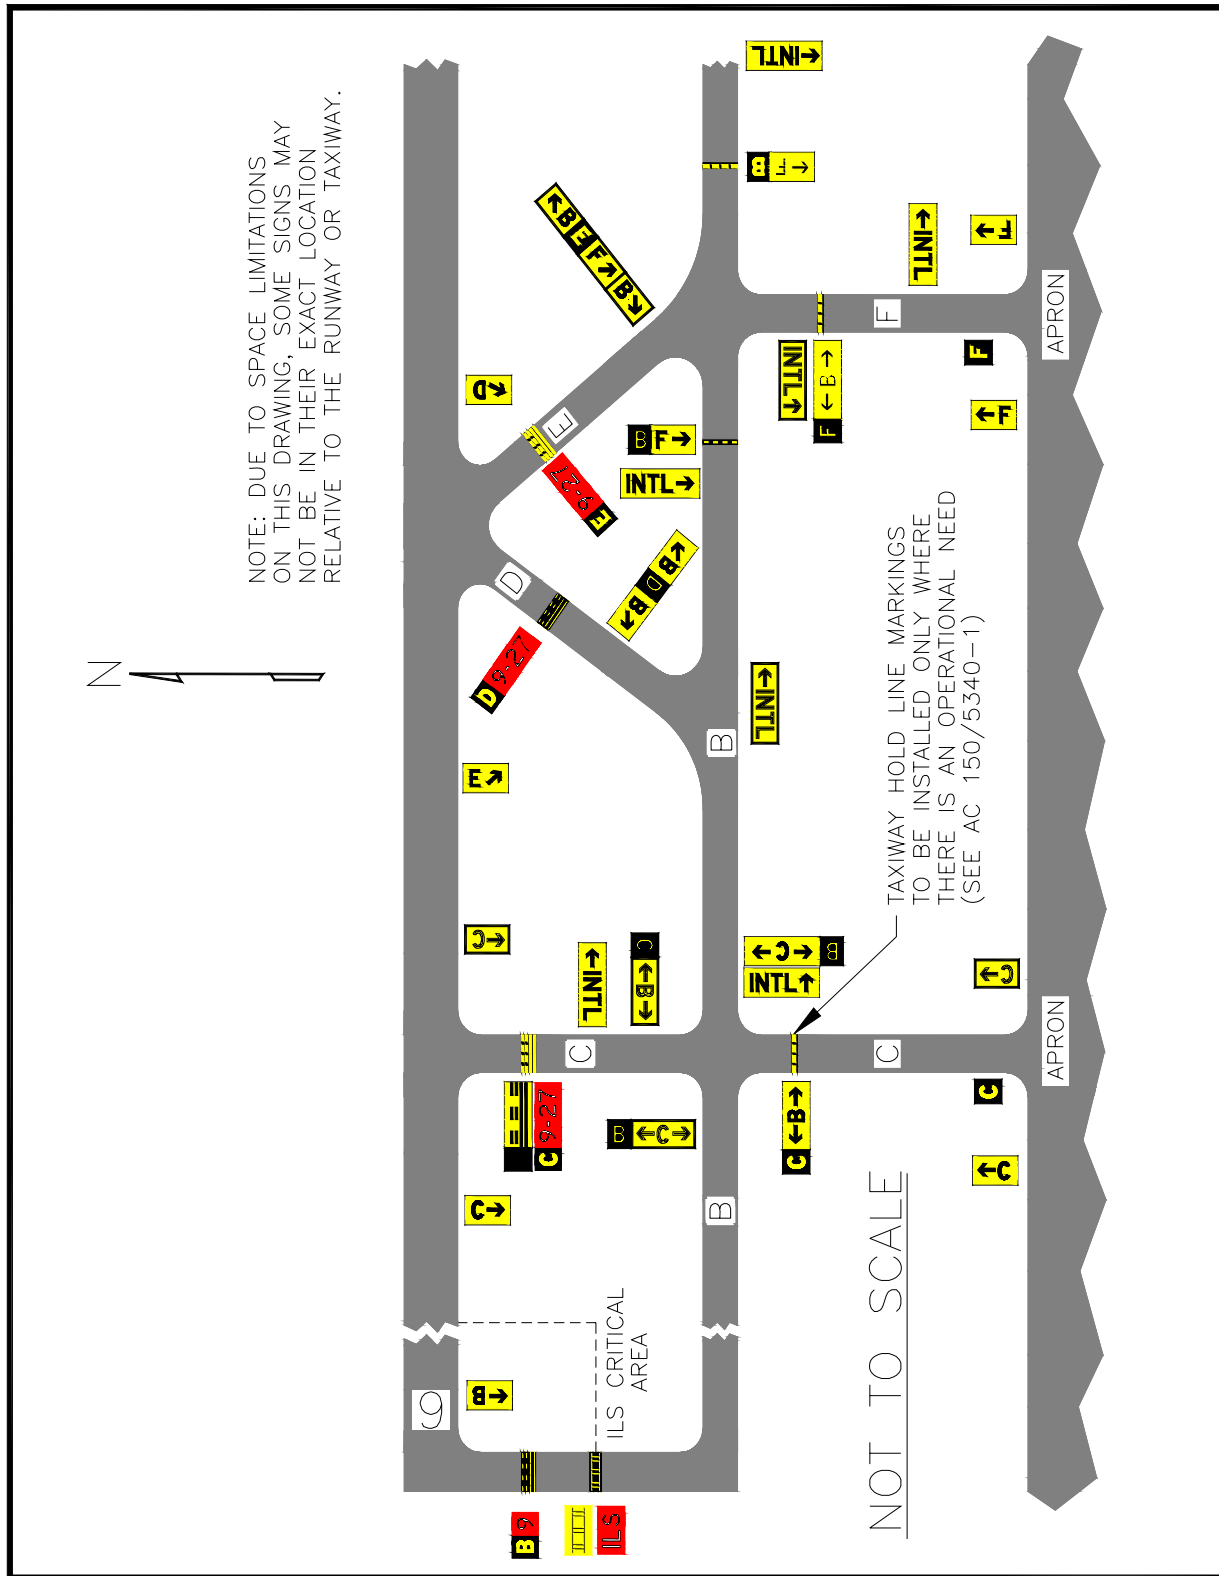 N
NOTE: DUE TO SPACE LIMITATIONS
ON THIS DRAWING, SOME SIGNS MAY
NOT BE IN THEIR EXACT LOCATION
RELATIVE TO THE RUNWAY OR TAXIWAY.
9
B
C
C
E
D
B 9
ILS
ILS CRITICAL
AREA
C 9-27
D 9-27
E 9-27
D
E
←B E F↗ B→
B ←C→
C
←INTL
←B→
C
B F→
INTL→
←B D B→
B
B
←INTL
INTL↑
←C→ B
C ←B→
INTL↑
F ←B→
B F→
←INTL
←INTL
F
C
TAXIWAY HOLD LINE MARKINGS
TO BE INSTALLED ONLY WHERE
THERE IS AN OPERATIONAL NEED
(SEE AC 150/5340-1)
←C
C
←C
←F
F
←F
APRON
APRON
NOT TO SCALE